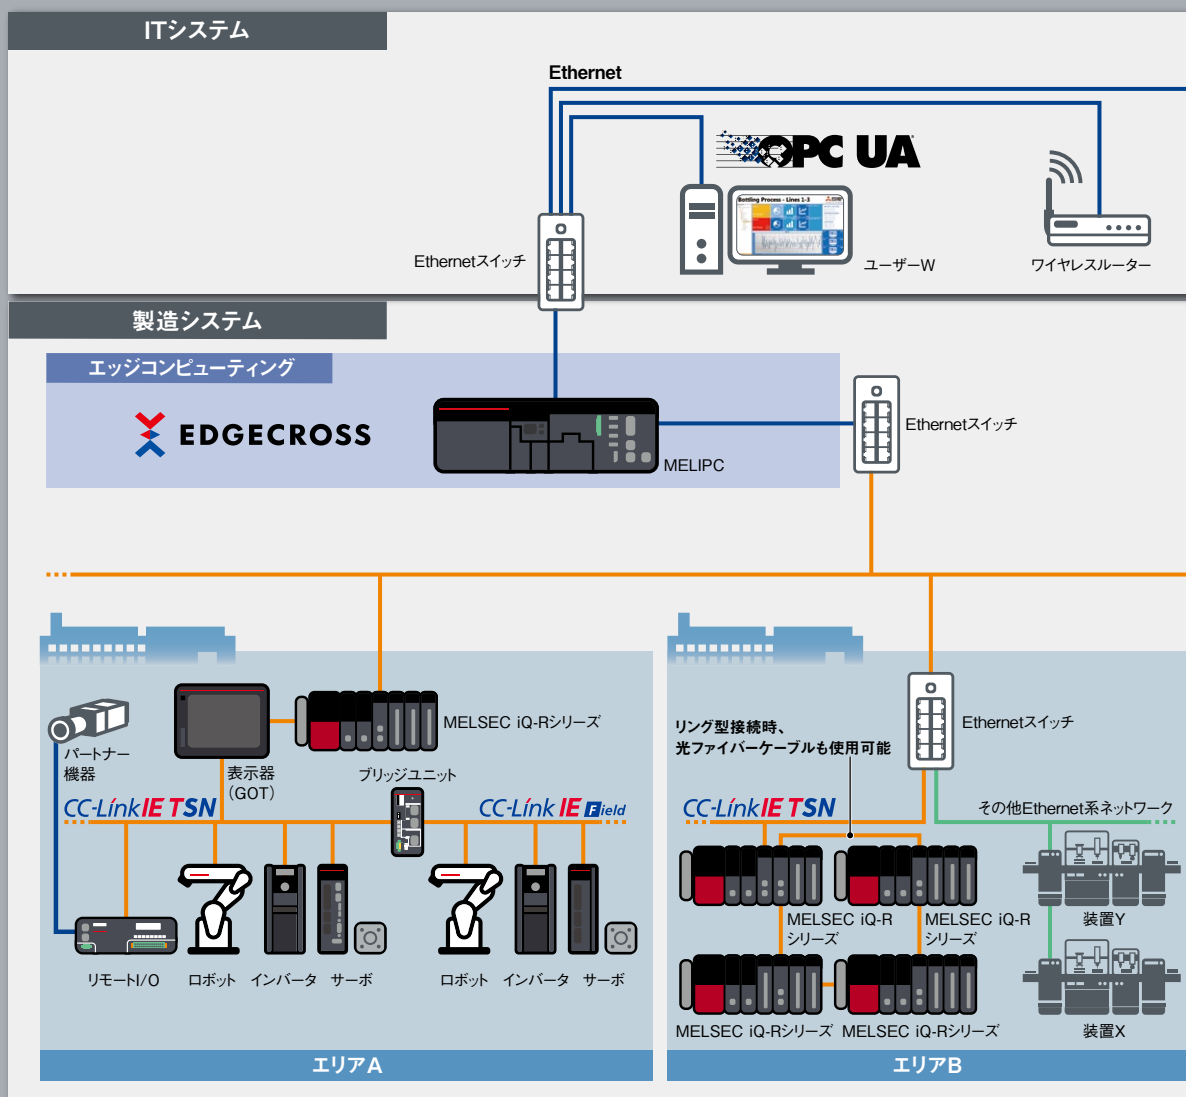 ITシステム
Ethernet
OPC UA
Bottling Process - Lines 1-3
Ethernetスイッチ
ユーザーW
ワイヤレスルーター
製造システム
エッジコンピューティング
EDGECROSS
MELIPC
Ethernetスイッチ
パートナー
機器
表示器
(GOT)
MELSEC iQ-Rシリーズ
ブリッジユニット
CC-Link IE TSN
CC-Link IE Field
リモートI/O
ロボット
インバータ
サーボ
ロボット
インバータ
サーボ
エリアA
リング型接続時、
光ファイバーケーブルも使用可能
Ethernetスイッチ
CC-Link IE TSN
その他Ethernet系ネットワーク
MELSEC iQ-R
シリーズ
MELSEC iQ-R
シリーズ
装置Y
MELSEC iQ-Rシリーズ
MELSEC iQ-Rシリーズ
装置X
エリアB